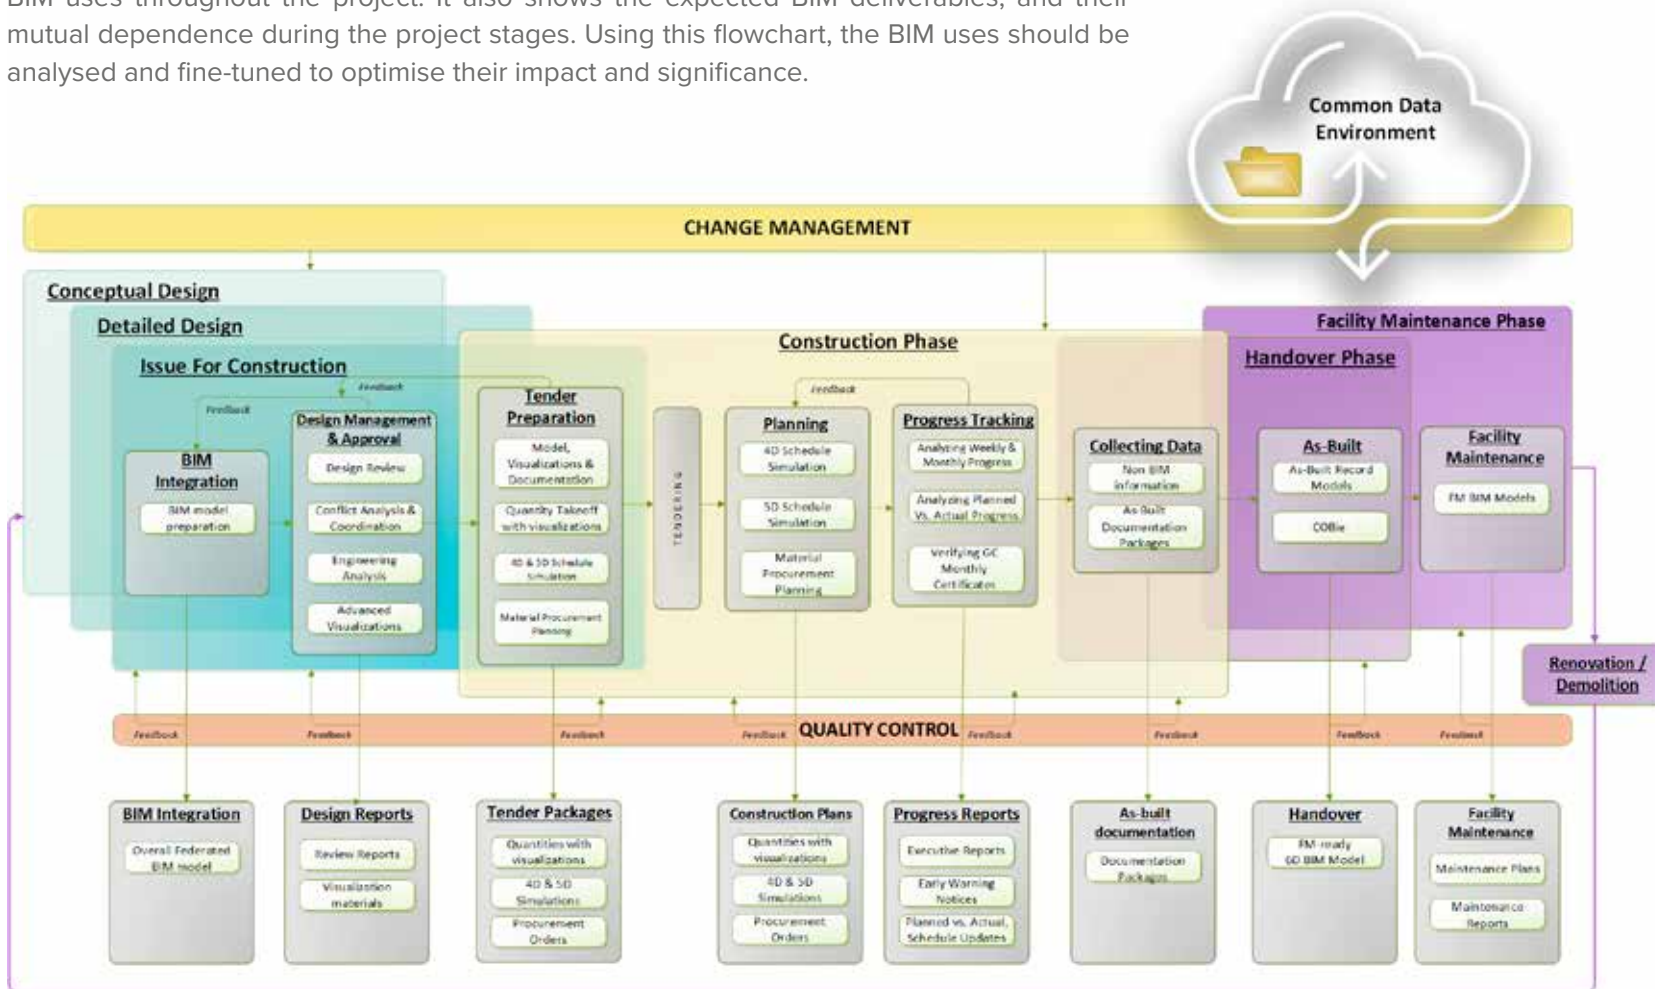 BIM uses throughout the project. It also shows the expected BIM deliverables, and their
mutual dependence during the project stages. Using this flowchart, the BIM uses should be
analysed and fine-tuned to optimise their impact and significance.
Common Data
Environment
CHANGE MANAGEMENT
Conceptual Design
Detailed Design
Issue For Construction
Construction Phase
Facility Maintenance Phase
Handover Phase
Feedback
Feedback
Feedback
BIM
Integration
BIM model
preparation
Design Management
& Approval
Design Review
Conflict Analysis &
Coordination
Engineering
Analysis
Advanced
Visualizations
Tender
Preparation
Model,
Visualizations &
Documentation
Quantity Takeoff
with visualizations
4D & 5D Schedule
Simulation
Material Procurement
Planning
TENDERING
Planning
4D Schedule
Simulation
5D Schedule
Simulation
Material
Procurement
Planning
Progress Tracking
Analyzing Weekly &
Monthly Progress
Analyzing Planned
Vs. Actual Progress
Verifying GC
Monthly
Certificates
Collecting Data
Non BIM
information
As-Built
Documentation
Packages
As-Built
As-Built Record
Models
COBie
Facility
Maintenance
FM BIM Models
Renovation /
Demolition
QUALITY CONTROL
Feedback
Feedback
Feedback
Feedback
Feedback
Feedback
Feedback
Feedback
BIM Integration
Overall Federated
BIM model
Design Reports
Review Reports
Visualization
materials
Tender Packages
Quantities with
visualizations
4D & 5D
Simulations
Procurement
Orders
Construction Plans
Quantities with
visualizations
4D & 5D
Simulations
Procurement
Orders
Progress Reports
Executive Reports
Early Warning
Notices
Planned vs. Actual,
Schedule Updates
As-built
documentation
Documentation
Packages
Handover
FM-ready
6D BIM Model
Facility
Maintenance
Maintenance Plans
Maintenance
Reports